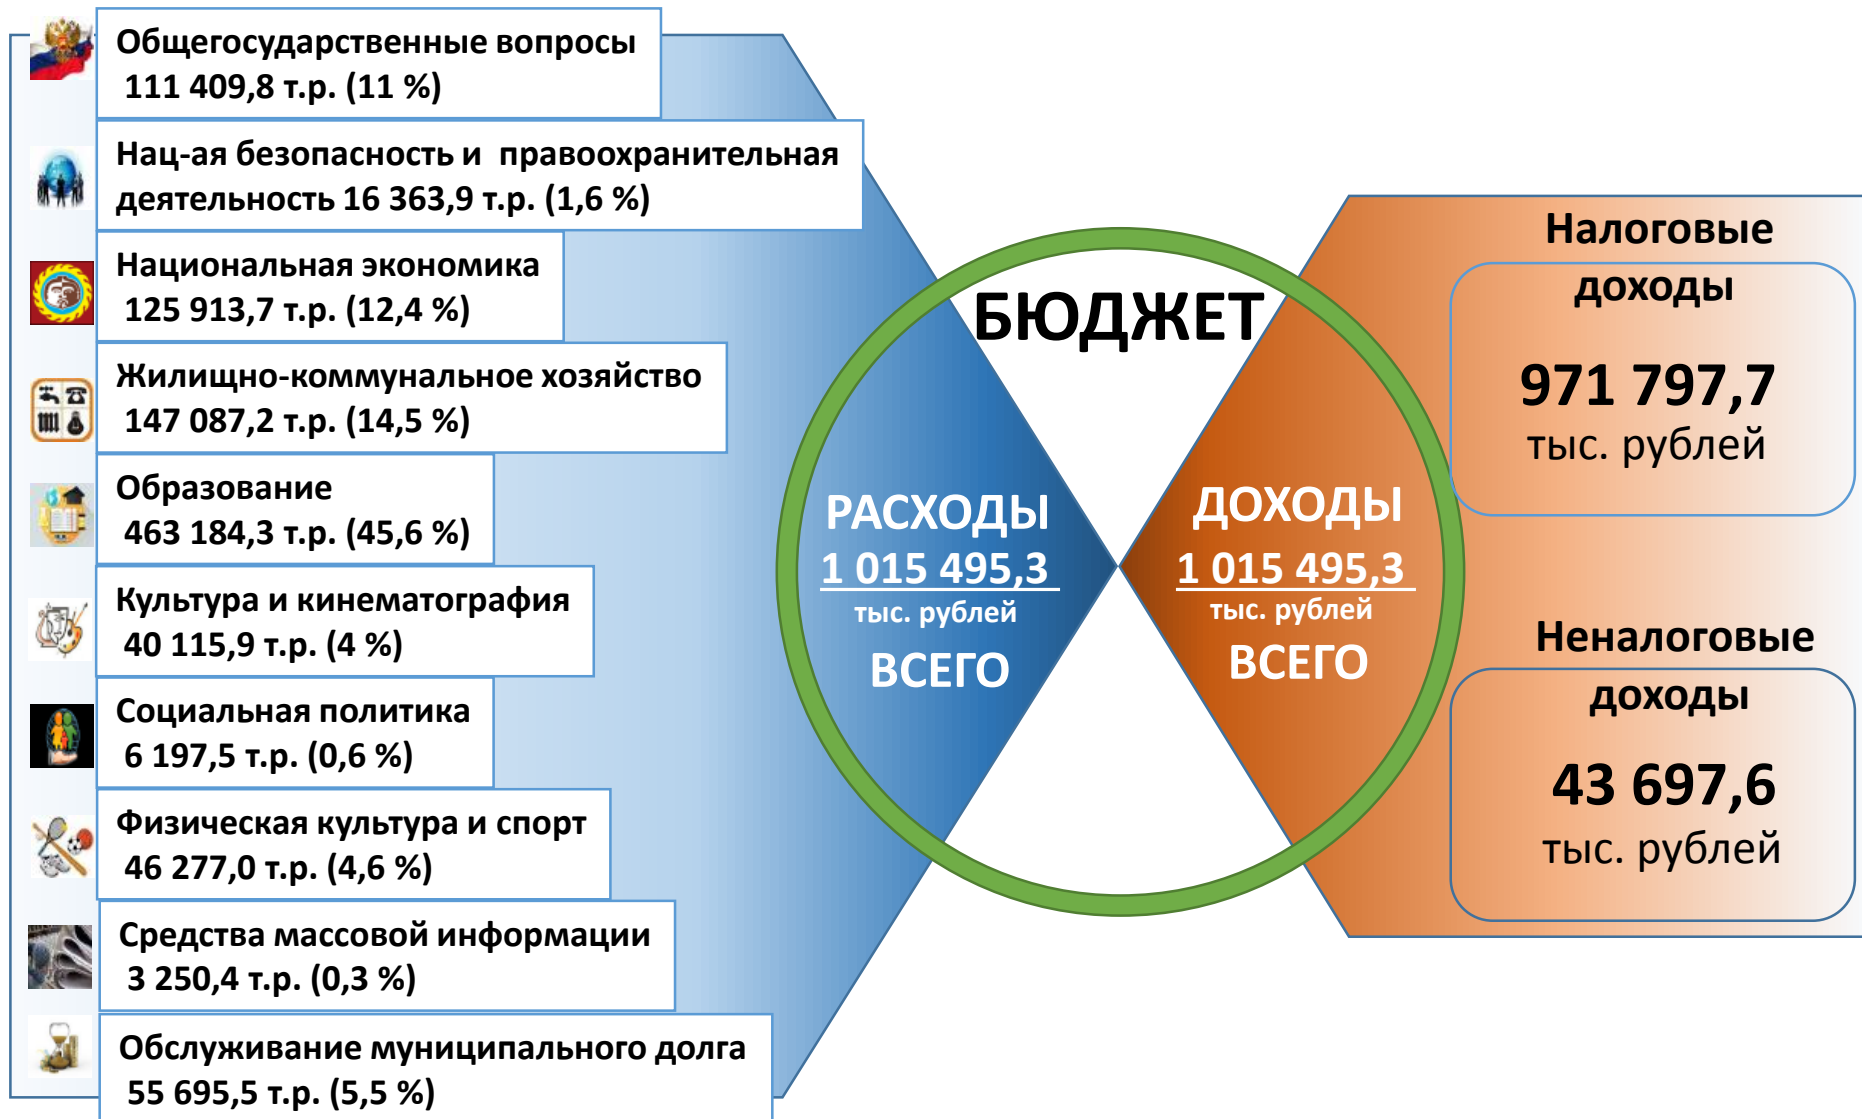 Общегосударственные вопросы
111 409,8 т.р. (11 %)
Нац-ая безопасность и правоохранительная
деятельность 16 363,9 т.р. (1,6 %)
Национальная экономика
125 913,7 т.р. (12,4 %)
Жилищно-коммунальное хозяйство
147 087,2 т.р. (14,5 %)
Образование
463 184,3 т.р. (45,6 %)
Культура и кинематография
40 115,9 т.р. (4 %)
Социальная политика
6 197,5 т.р. (0,6 %)
Физическая культура и спорт
46 277,0 т.р. (4,6 %)
Средства массовой информации
3 250,4 т.р. (0,3 %)
Обслуживание муниципального долга
55 695,5 т.р. (5,5 %)
БЮДЖЕТ
РАСХОДЫ
1 015 495,3
тыс. рублей
ВСЕГО
ДОХОДЫ
1 015 495,3
тыс. рублей
ВСЕГО
Налоговые
доходы
971 797,7
тыс. рублей
Неналоговые
доходы
43 697,6
тыс. рублей